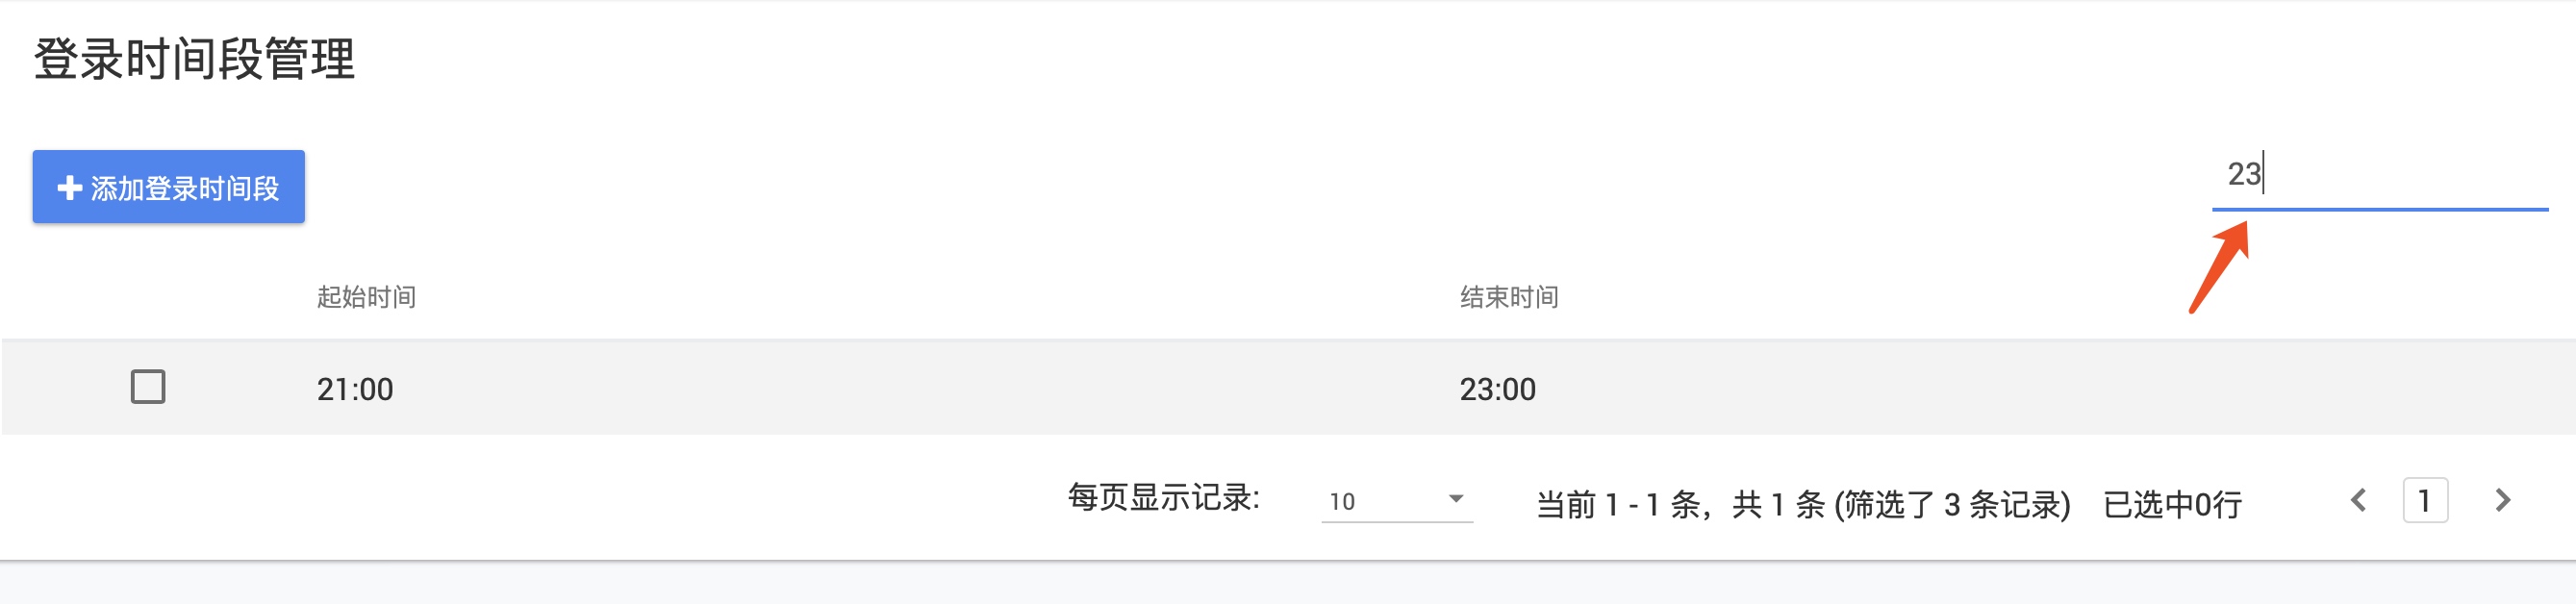 登录时间段管理
添加登录时间段
23
起始时间 结束时间
21:00 23:00
每页显示记录: 10 当前 1 - 1 条，共 1 条 (筛选了 3 条记录) 已选中0行 1